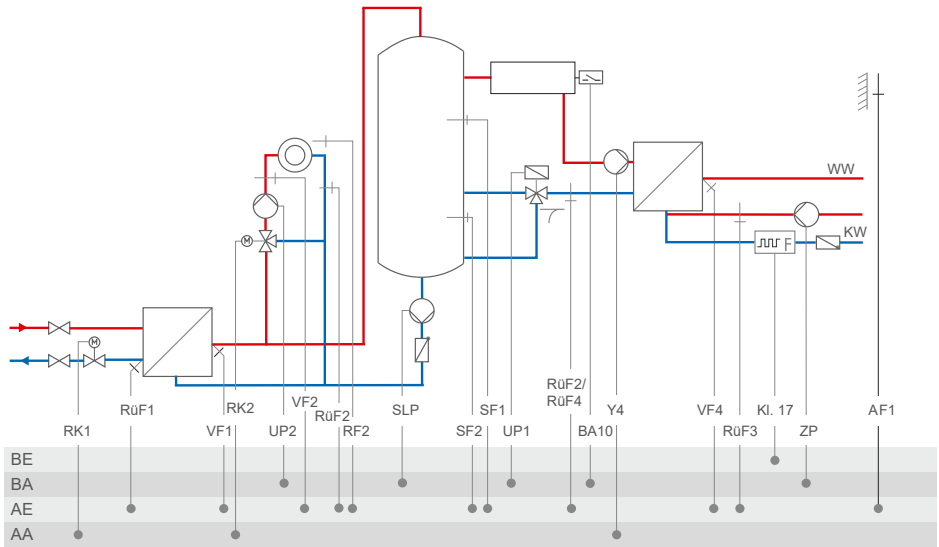 WW
KW
F
M
M
RüF2/
RüF4
RK1
RüF1
VF1
RK2
UP2
VF2
RüF2
RF2
SLP
SF2
SF1
UP1
BA10
Y4
VF4
RüF3
Kl. 17
ZP
AF1
BE
BA
AE
AA